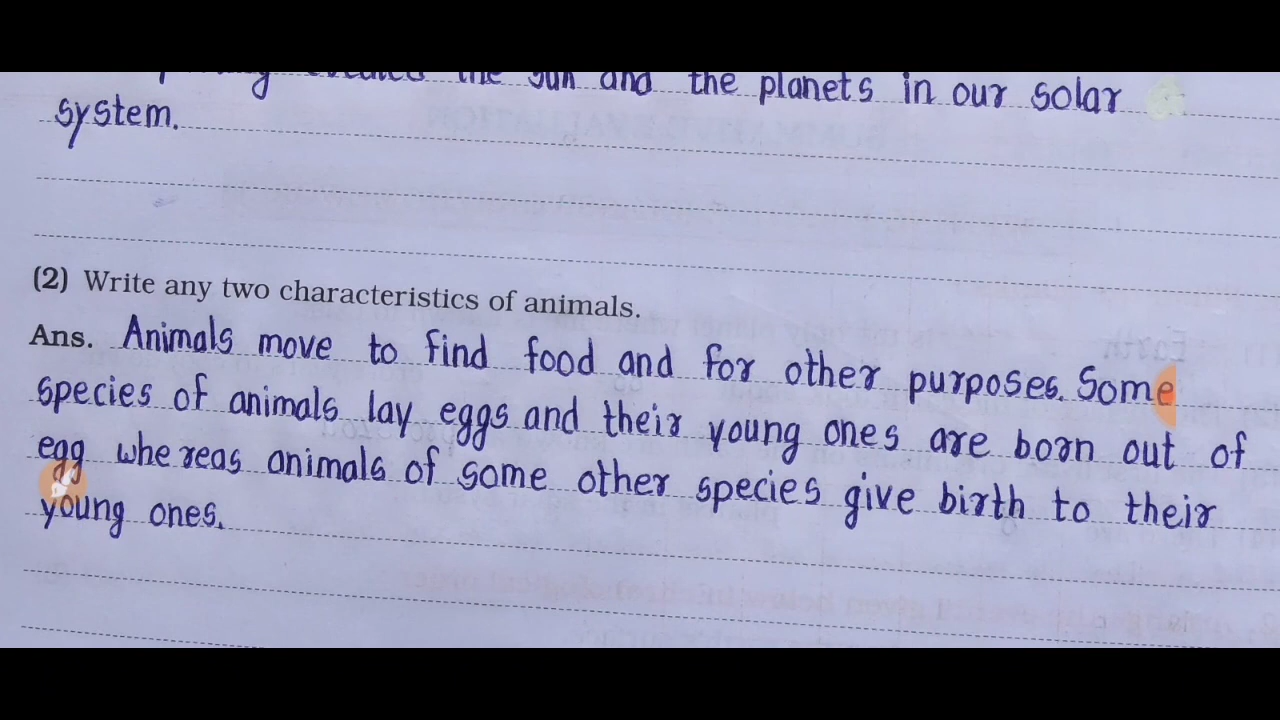 the sun and the planets in our solar
system.
(2) Write any two characteristics of animals.
Ans. Animals move to find food and for other purposes. Some
species of animals lay eggs and their young ones are born out of
egg whereas animals of some other species give birth to their
young ones.